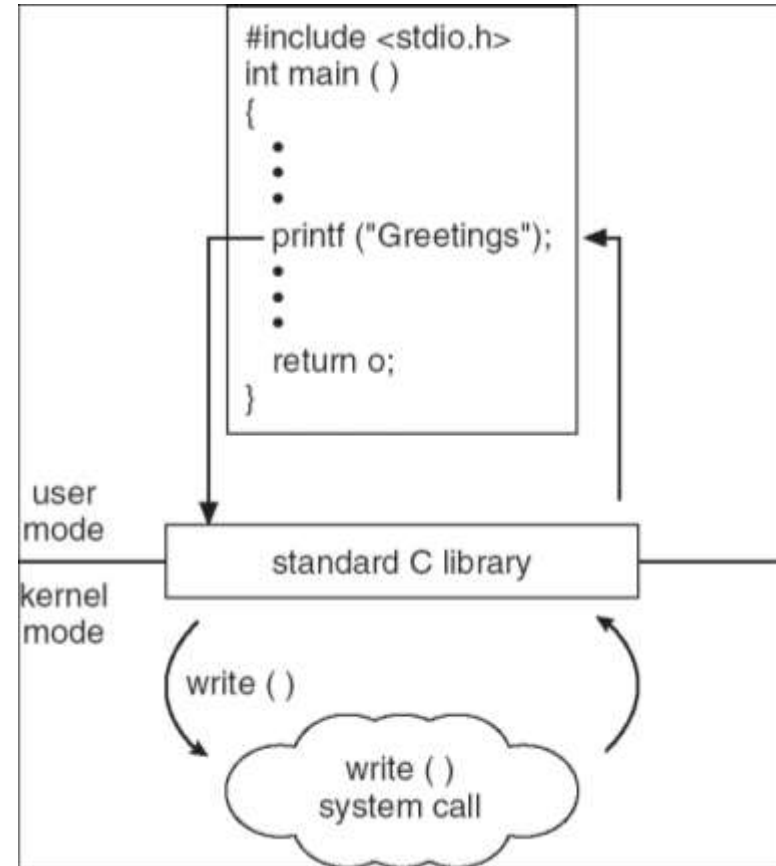 #include <stdio.h>
int main ( )
{
•
•
•
printf ("Greetings");
•
•
•
return o;
}
user
mode
standard C library
kernel
mode
write ( )
write ( )
system call